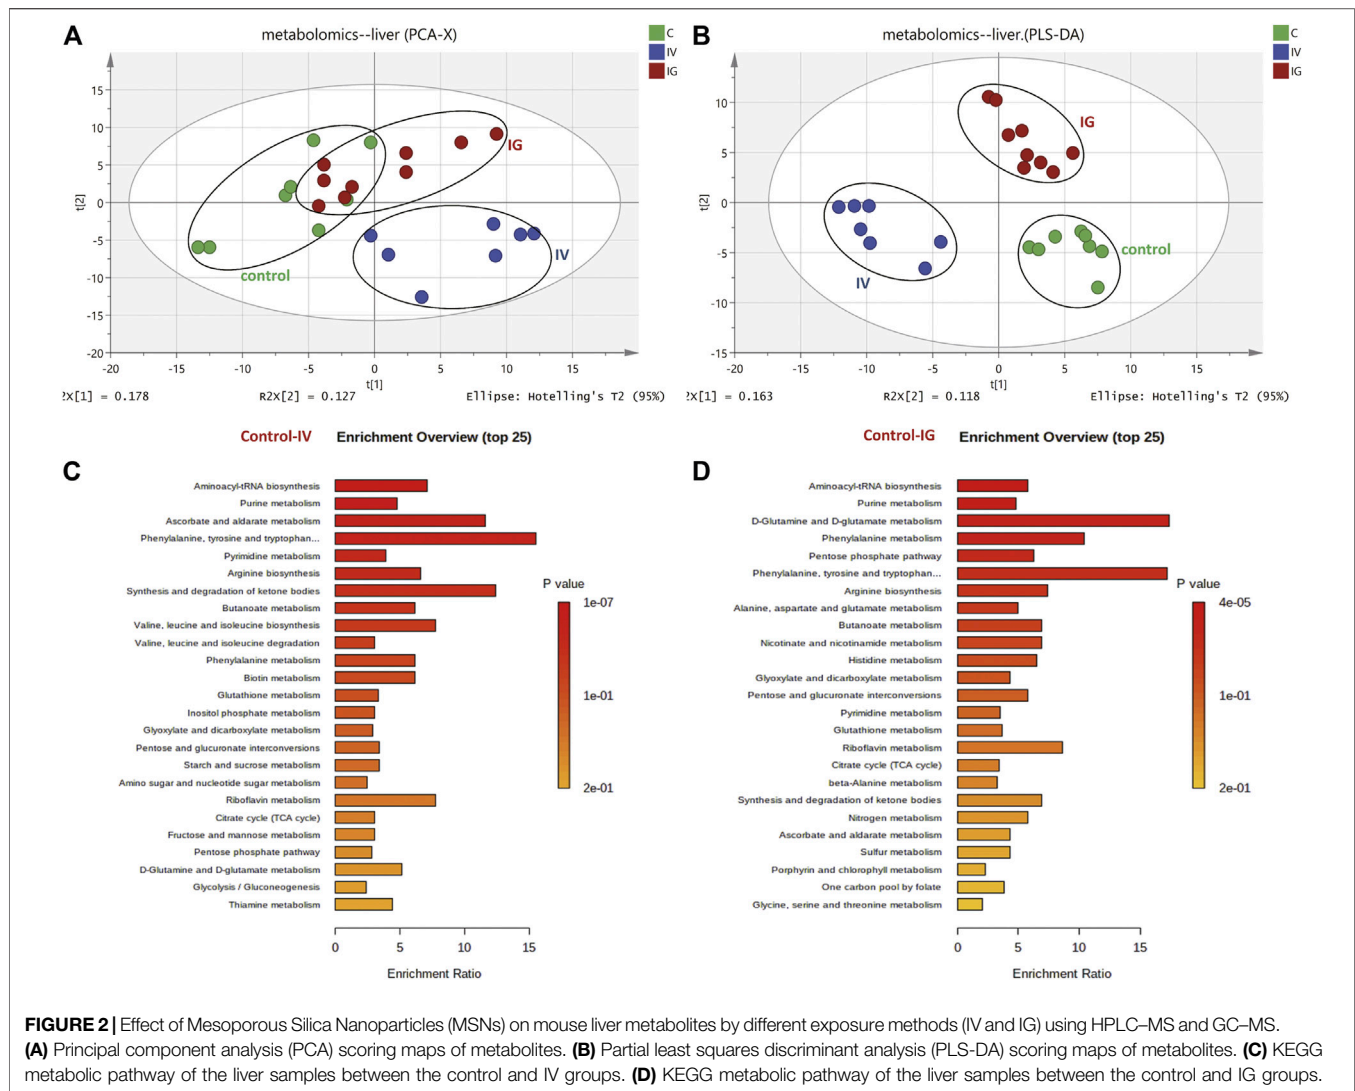 A
metabolomics--liver (PCA-X)
C
IV
IG
t[2]
15
10
5
0
-5
-10
-15
-20
-20
-15
-10
-5
0
5
10
15
t[1]
IG
IV
control
R2X[2] = 0.127
Ellipse: Hotelling's T2 (95%)
B
metabolomics--liver.(PLS-DA)
C
IV
IG
t[2]
10
5
0
-5
-10
-15
-20
-15
-10
-5
0
5
10
15
t[1]
IG
control
IV
R2X[2] = 0.118
Ellipse: Hotelling's T2 (95%)
Control-IV Enrichment Overview (top 25)
C
Aminoacyl-tRNA biosynthesis
Purine metabolism
Ascorbate and aldarate metabolism
Phenylalanine, tyrosine and tryptophan...
Pyrimidine metabolism
Arginine biosynthesis
Synthesis and degradation of ketone bodies
Butanoate metabolism
Valine, leucine and isoleucine biosynthesis
Valine, leucine and isoleucine degradation
Phenylalanine metabolism
Biotin metabolism
Glutathione metabolism
Inositol phosphate metabolism
Glyoxylate and dicarboxylate metabolism
Pentose and glucuronate interconversions
Starch and sucrose metabolism
Amino sugar and nucleotide sugar metabolism
Riboflavin metabolism
Citrate cycle (TCA cycle)
Fructose and mannose metabolism
Pentose phosphate pathway
D-Glutamine and D-glutamate metabolism
Glycolysis / Gluconeogenesis
Thiamine metabolism
0
5
10
15
Enrichment Ratio
P value
1e-07
1e-01
2e-01
Control-IG Enrichment Overview (top 25)
D
Aminoacyl-tRNA biosynthesis
Purine metabolism
D-Glutamine and D-glutamate metabolism
Phenylalanine metabolism
Pentose phosphate pathway
Phenylalanine, tyrosine and tryptophan...
Arginine biosynthesis
Alanine, aspartate and glutamate metabolism
Butanoate metabolism
Nicotinate and nicotinamide metabolism
Histidine metabolism
Glyoxylate and dicarboxylate metabolism
Pentose and glucuronate interconversions
Pyrimidine metabolism
Glutathione metabolism
Riboflavin metabolism
Citrate cycle (TCA cycle)
beta-Alanine metabolism
Synthesis and degradation of ketone bodies
Nitrogen metabolism
Ascorbate and aldarate metabolism
Sulfur metabolism
Porphyrin and chlorophyll metabolism
One carbon pool by folate
Glycine, serine and threonine metabolism
0
5
10
15
Enrichment Ratio
P value
4e-05
1e-01
2e-01
FIGURE 2 | Effect of Mesoporous Silica Nanoparticles (MSNs) on mouse liver metabolites by different exposure methods (IV and IG) using HPLC–MS and GC–MS.
(A) Principal component analysis (PCA) scoring maps of metabolites. (B) Partial least squares discriminant analysis (PLS-DA) scoring maps of metabolites. (C) KEGG
metabolic pathway of the liver samples between the control and IV groups. (D) KEGG metabolic pathway of the liver samples between the control and IG groups.